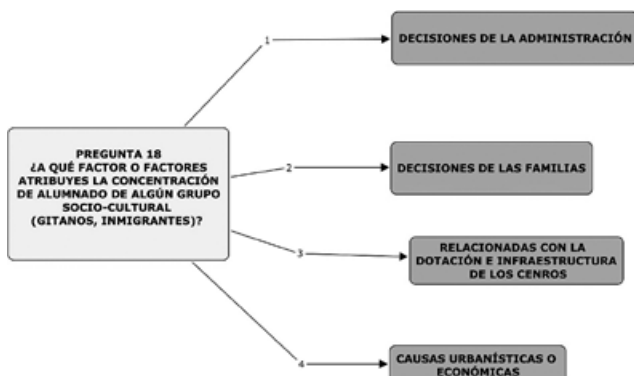 PREGUNTA 18
¿A QUÉ FACTOR O FACTORES
ATRIBUYES LA CONCENTRACIÓN
DE ALUMNADO DE ALGÚN GRUPO
SOCIO-CULTURAL
(GITANOS, INMIGRANTES)?
1
DECISIONES DE LA ADMINISTRACIÓN
2
DECISIONES DE LAS FAMILIAS
3
RELACIONADAS CON LA
DOTACIÓN E INFRAESTRUCTURA
DE LOS CENROS
4
CAUSAS URBANÍSTICAS O
ECONÓMICAS